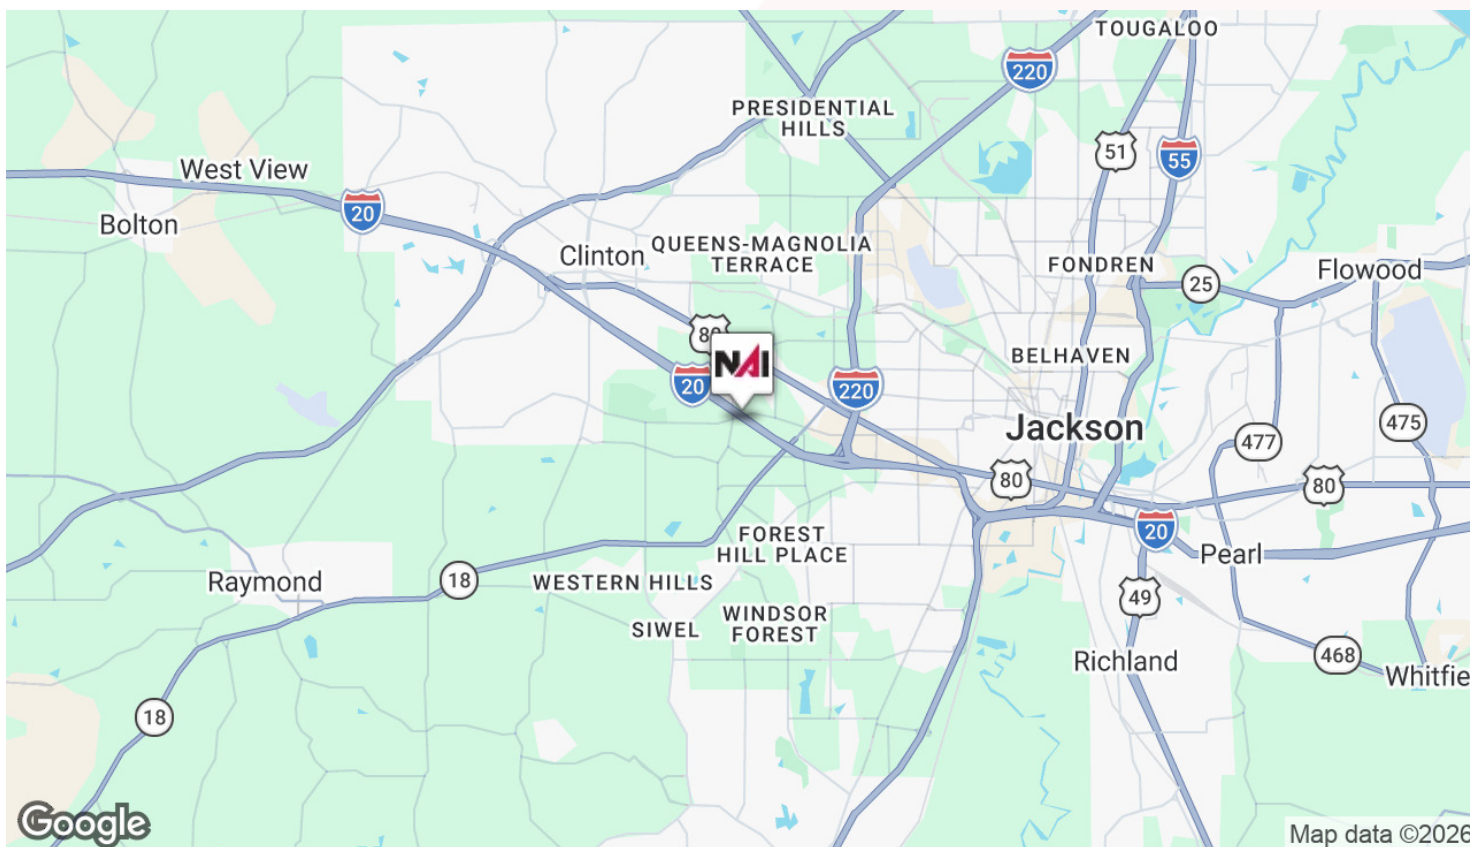 TOUGALOO
220
PRESIDENTIAL
HILLS
51
55
West View
20
Bolton
Clinton
QUEENS-MAGNOLIA
TERRACE
FONDREN
25
Flowood
80
NAI
BELHAVEN
20
220
Jackson
475
477
80
80
20
FOREST
HILL PLACE
Pearl
Raymond
18
WESTERN HILLS
49
WINDSOR
FOREST
SIWEL
468
Richland
Whitfie
18
Google
Map data ©2026